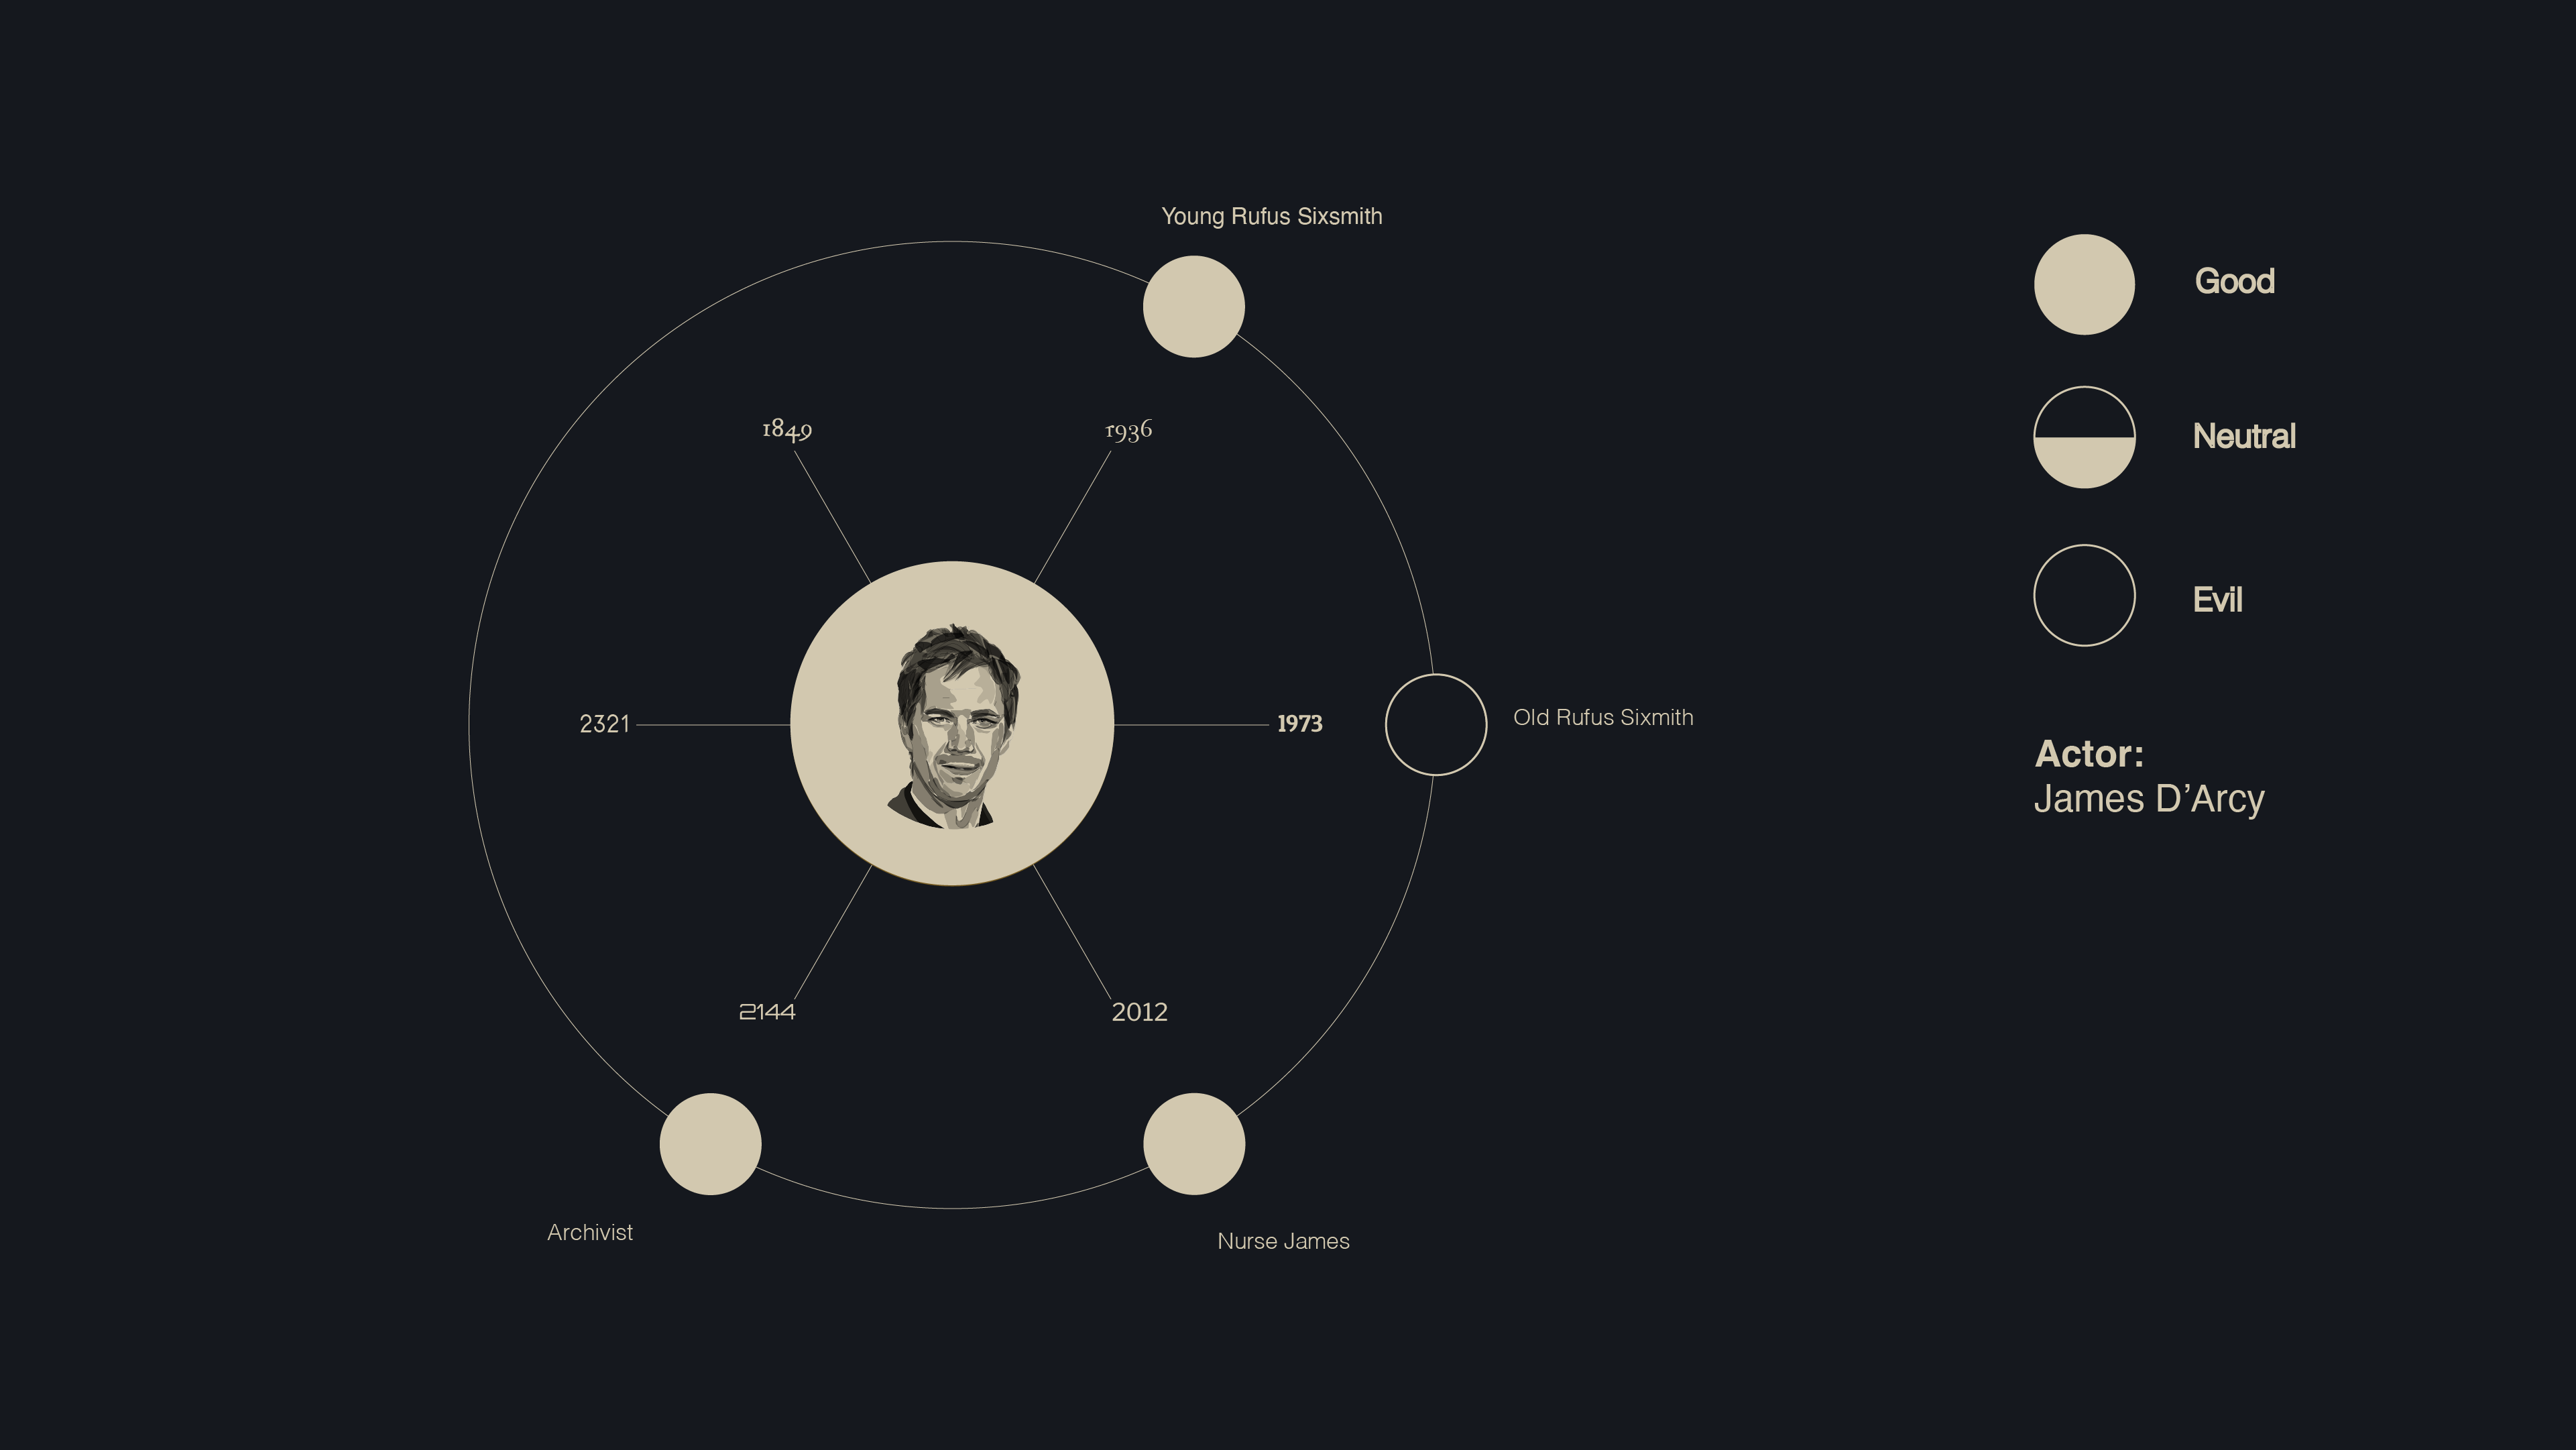 Young Rufus Sixsmith
1849
1936
2321
1973
Old Rufus Sixmith
2144
2012
Archivist
Nurse James
Good
Neutral
Evil
Actor:
James D’Arcy